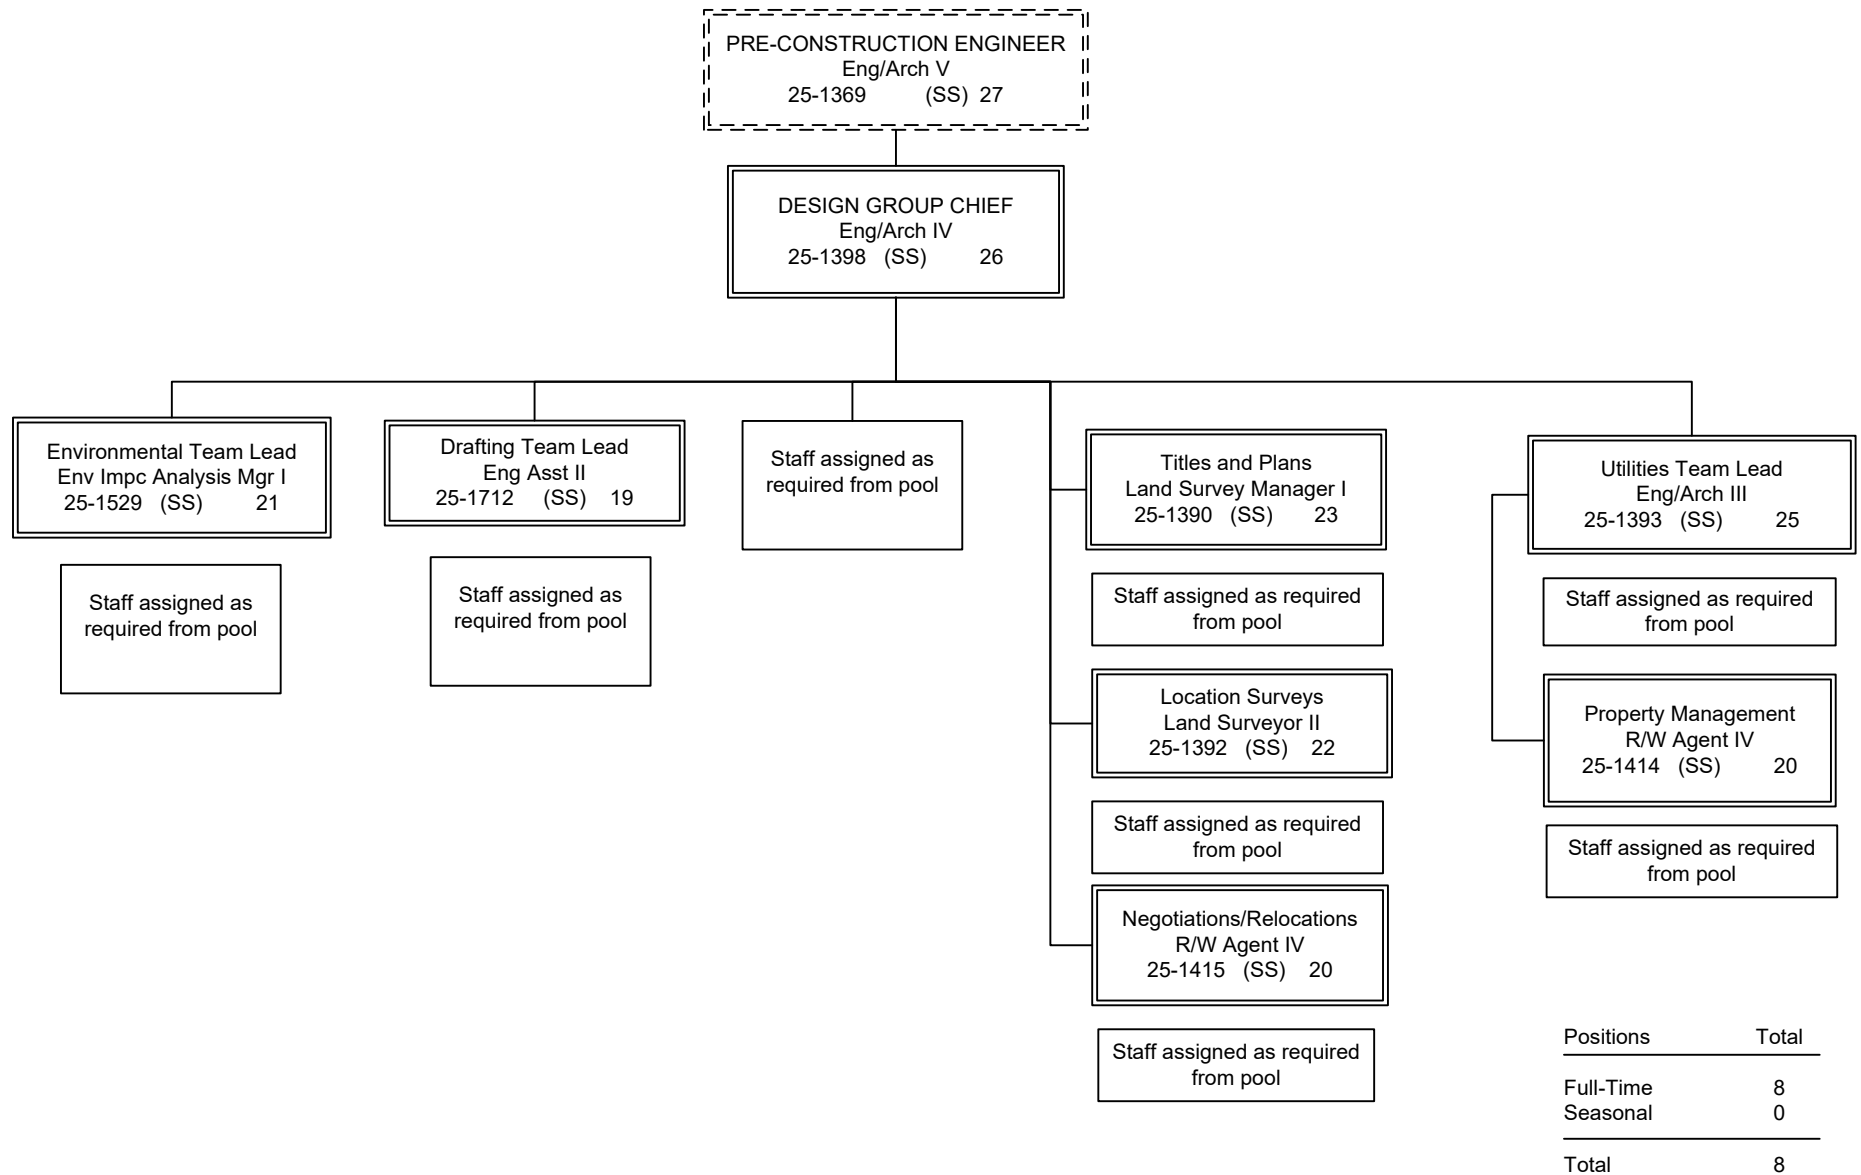 PRE-CONSTRUCTION ENGINEER
Eng/Arch V
25-1369 (SS) 27
DESIGN GROUP CHIEF
Eng/Arch IV
25-1398 (SS) 26
Environmental Team Lead
Env Impc Analysis Mgr I
25-1529 (SS) 21
Staff assigned as
required from pool
Drafting Team Lead
Eng Asst II
25-1712 (SS) 19
Staff assigned as
required from pool
Staff assigned as
required from pool
Titles and Plans
Land Survey Manager I
25-1390 (SS) 23
Staff assigned as required
from pool
Location Surveys
Land Surveyor II
25-1392 (SS) 22
Staff assigned as required
from pool
Negotiations/Relocations
R/W Agent IV
25-1415 (SS) 20
Staff assigned as required
from pool
Utilities Team Lead
Eng/Arch III
25-1393 (SS) 25
Staff assigned as required
from pool
Property Management
R/W Agent IV
25-1414 (SS) 20
Staff assigned as required
from pool
Positions Total
Full-Time 8
Seasonal 0
Total 8